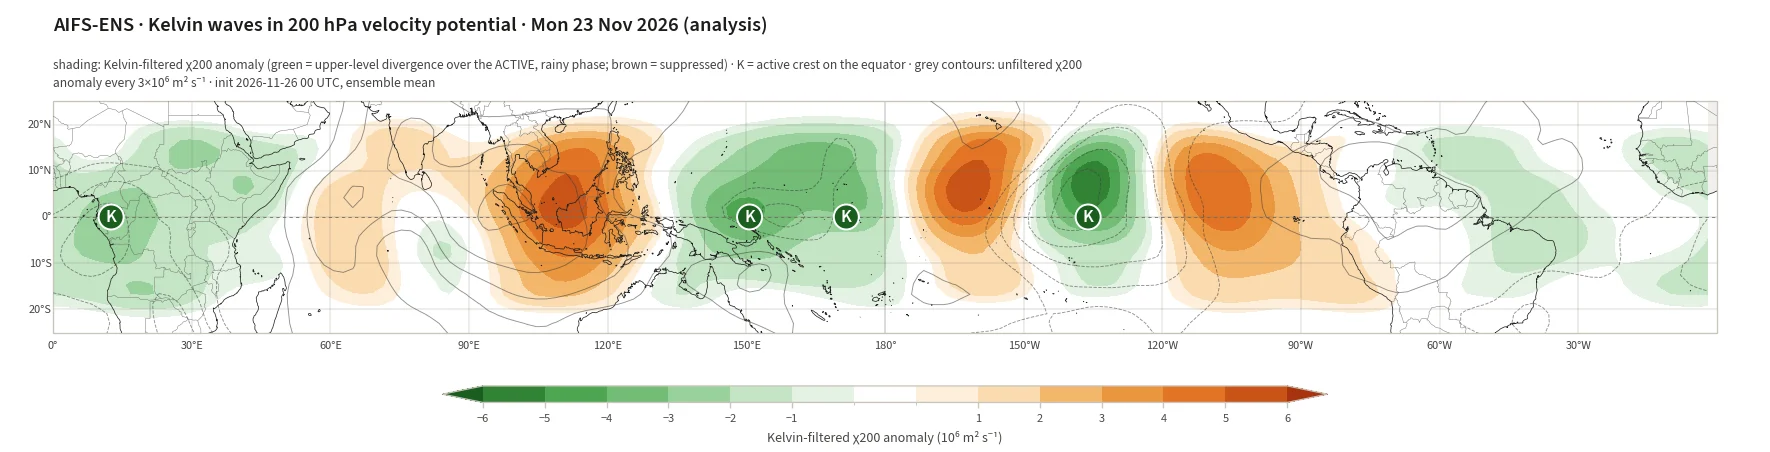 AIFS-ENS · Kelvin waves in 200 hPa velocity potential · Mon 23 Nov 2026 (analysis)
shading: Kelvin-filtered χ200 anomaly (green = upper-level divergence over the ACTIVE, rainy phase; brown = suppressed) · K = active crest on the equator · grey contours: unfiltered χ200
anomaly every 3×10⁶ m² s⁻¹ · init 2026-11-26 00 UTC, ensemble mean
20°N
10°N
0°
10°S
20°S
K K K K
0° 30°E 60°E 90°E 120°E 150°E 180° 150°W 120°W 90°W 60°W 30°W
−6 −5 −4 −3 −2 −1 1 2 3 4 5 6
Kelvin-filtered χ200 anomaly (10⁶ m² s⁻¹)